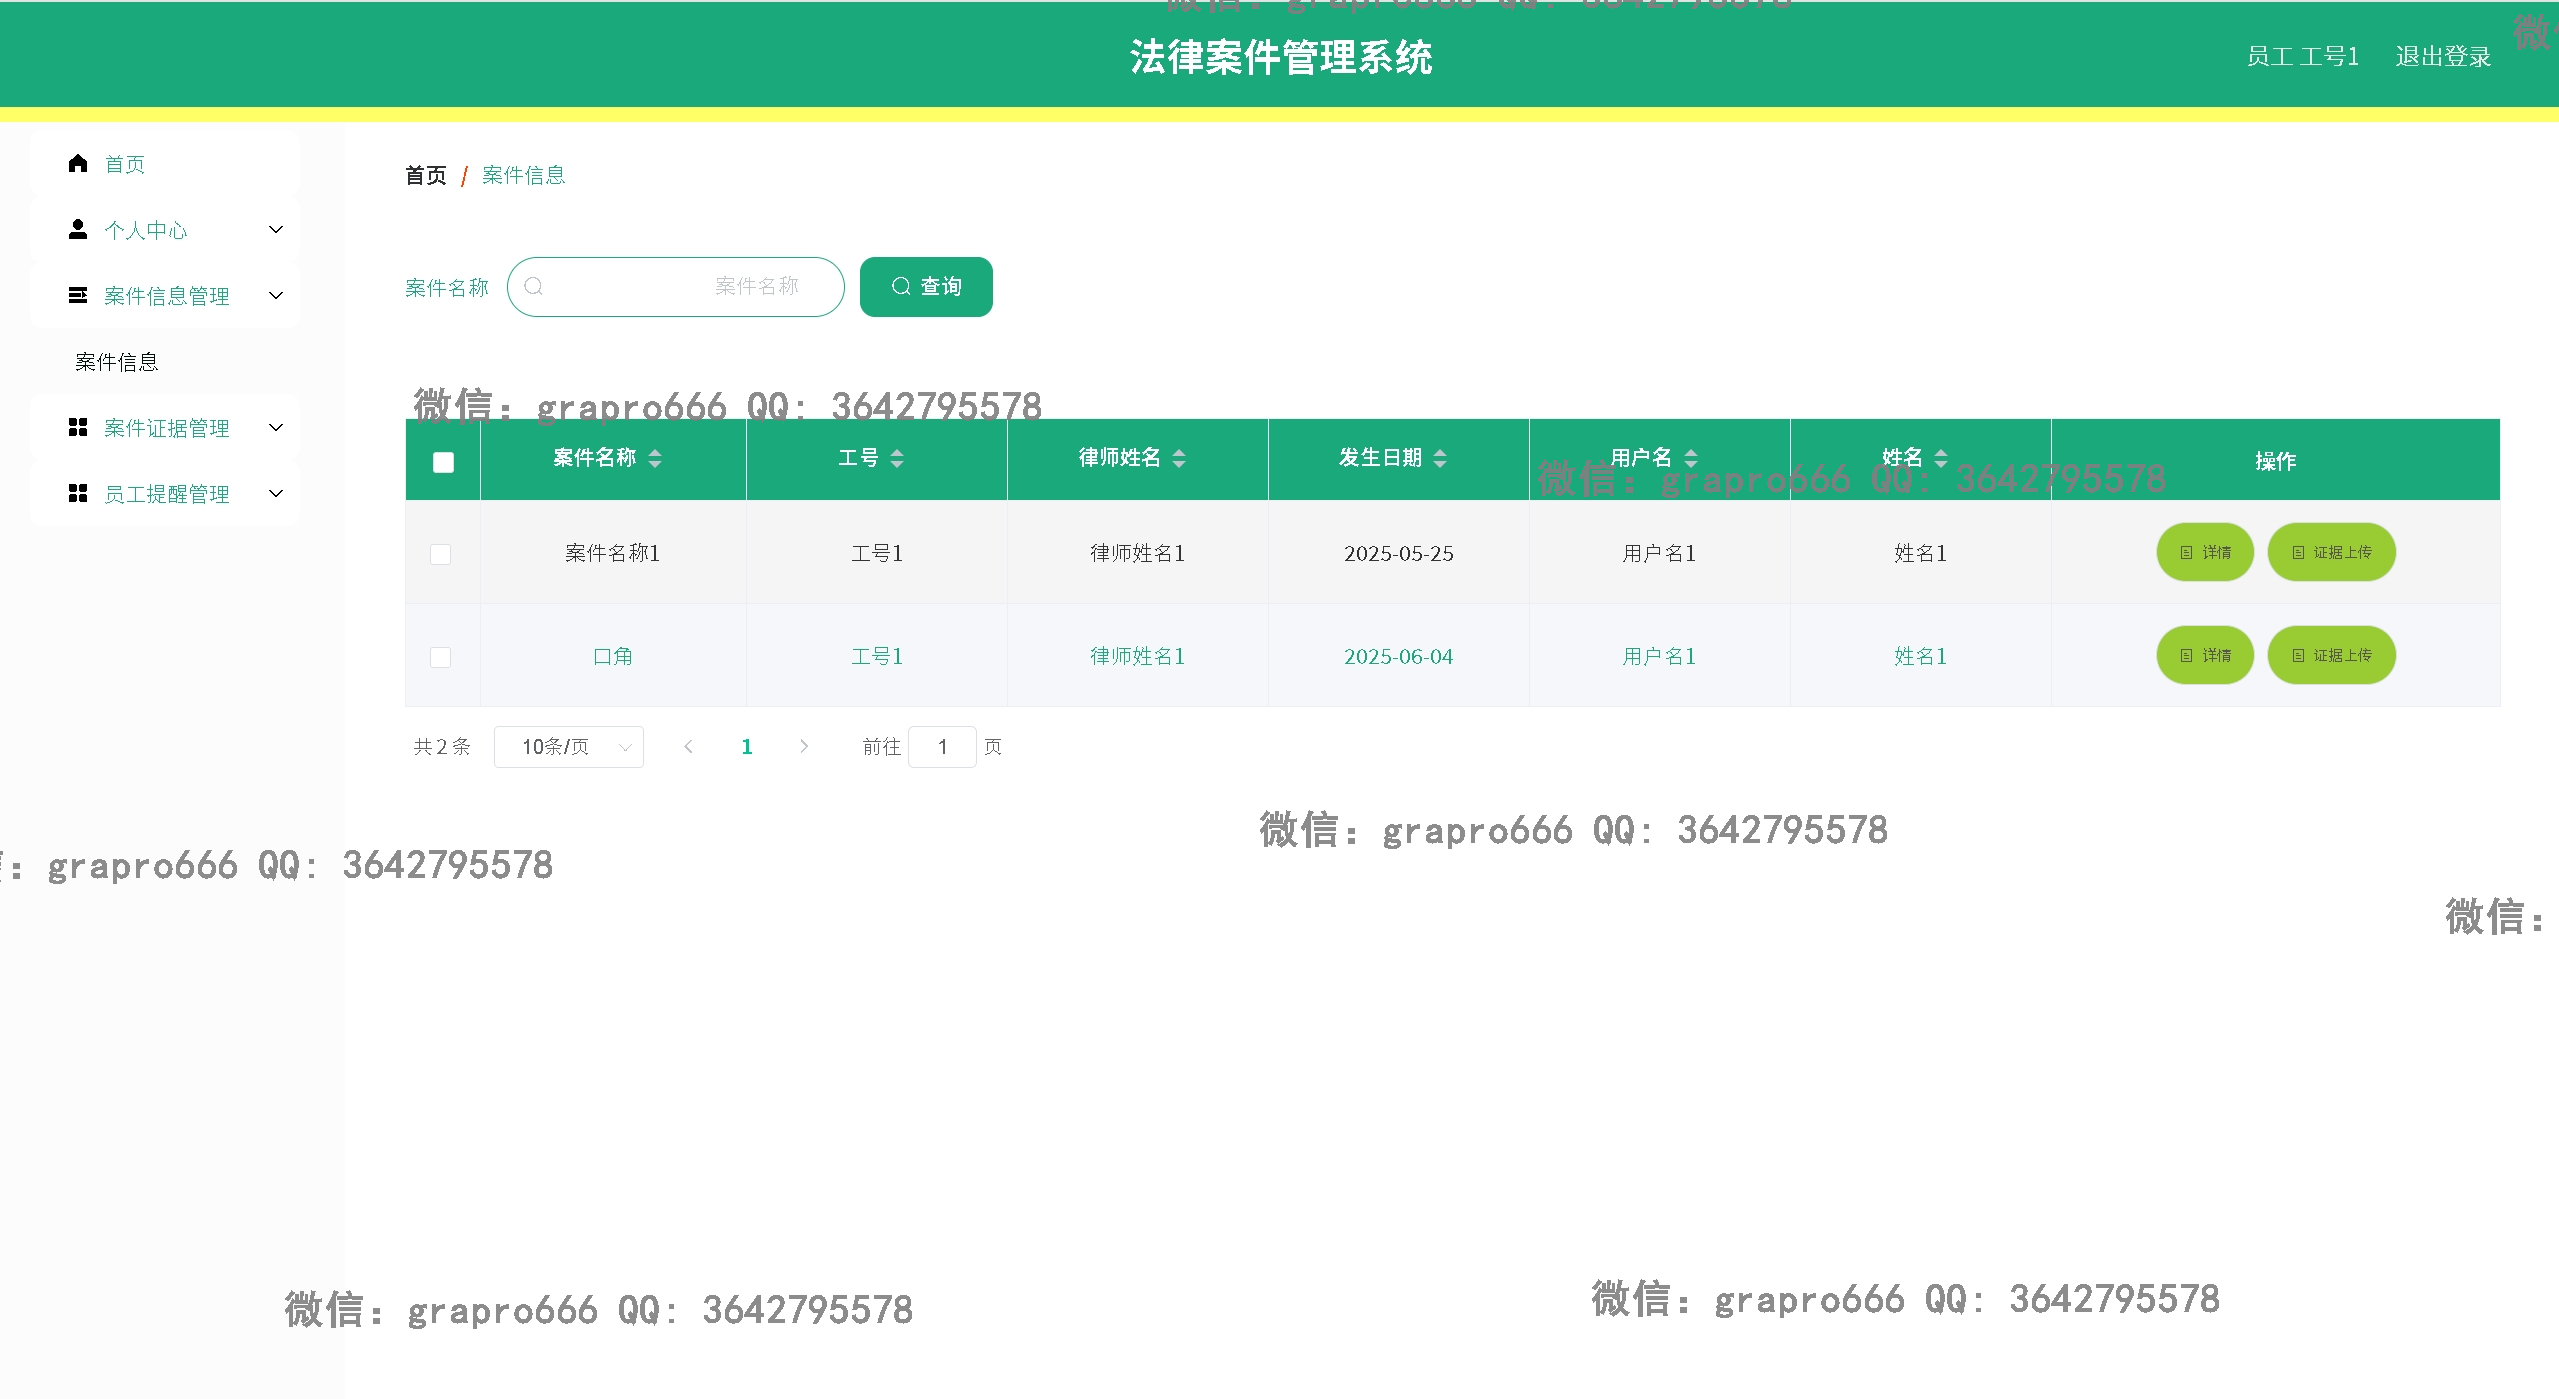 微信: grapro666 QQ: 3642795578
法律案件管理系统
员工 工号1 退出登录
微
首页
个人中心
案件信息管理
案件信息
案件证据管理
员工提醒管理
首页 / 案件信息
案件名称 案件名称 查询
微信: grapro666 QQ: 3642795578
案件名称 工号 律师姓名 发生日期 用户名 姓名 操作
微信: grapro666 QQ: 3642795578
案件名称1 工号1 律师姓名1 2025-05-25 用户名1 姓名1 详情 证据上传
口角 工号1 律师姓名1 2025-06-04 用户名1 姓名1 详情 证据上传
共 2 条 10条/页 1 前往 1 页
微信: grapro666 QQ: 3642795578
: grapro666 QQ: 3642795578
微信:
微信: grapro666 QQ: 3642795578
微信: grapro666 QQ: 3642795578